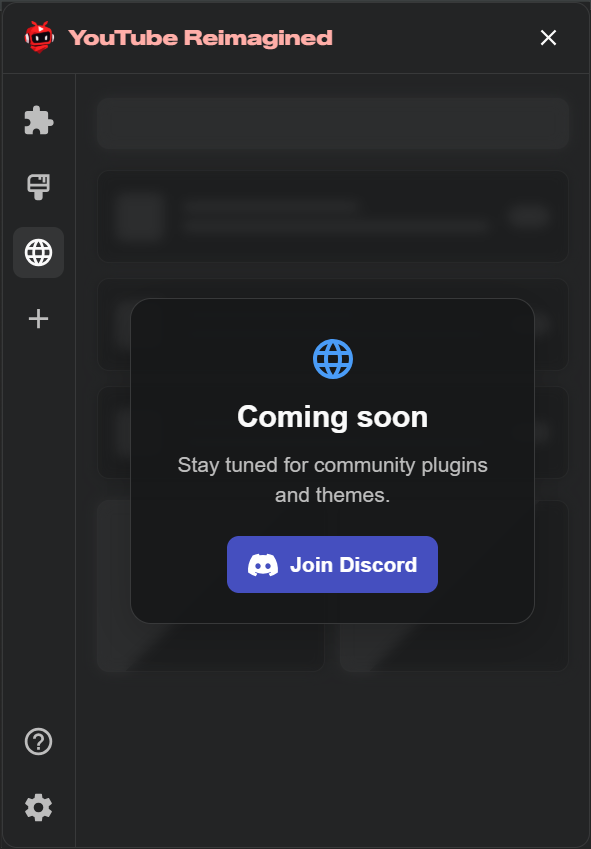 YouTube Reimagined
Coming soon
Stay tuned for community plugins
and themes.
Join Discord